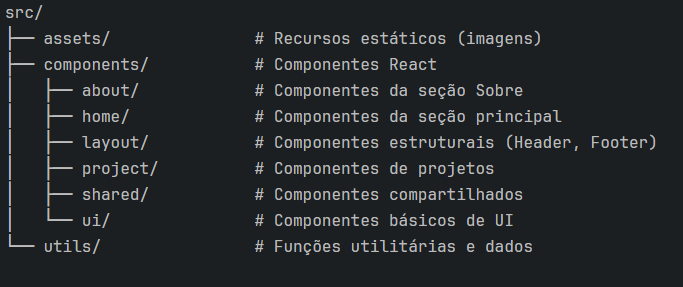 src/
├── assets/               # Recursos estáticos (imagens)
├── components/           # Componentes React
│   ├── about/            # Componentes da seção Sobre
│   ├── home/             # Componentes da seção principal
│   ├── layout/           # Componentes estruturais (Header, Footer)
│   ├── project/          # Componentes de projetos
│   ├── shared/           # Componentes compartilhados
│   └── ui/               # Componentes básicos de UI
└── utils/                # Funções utilitárias e dados